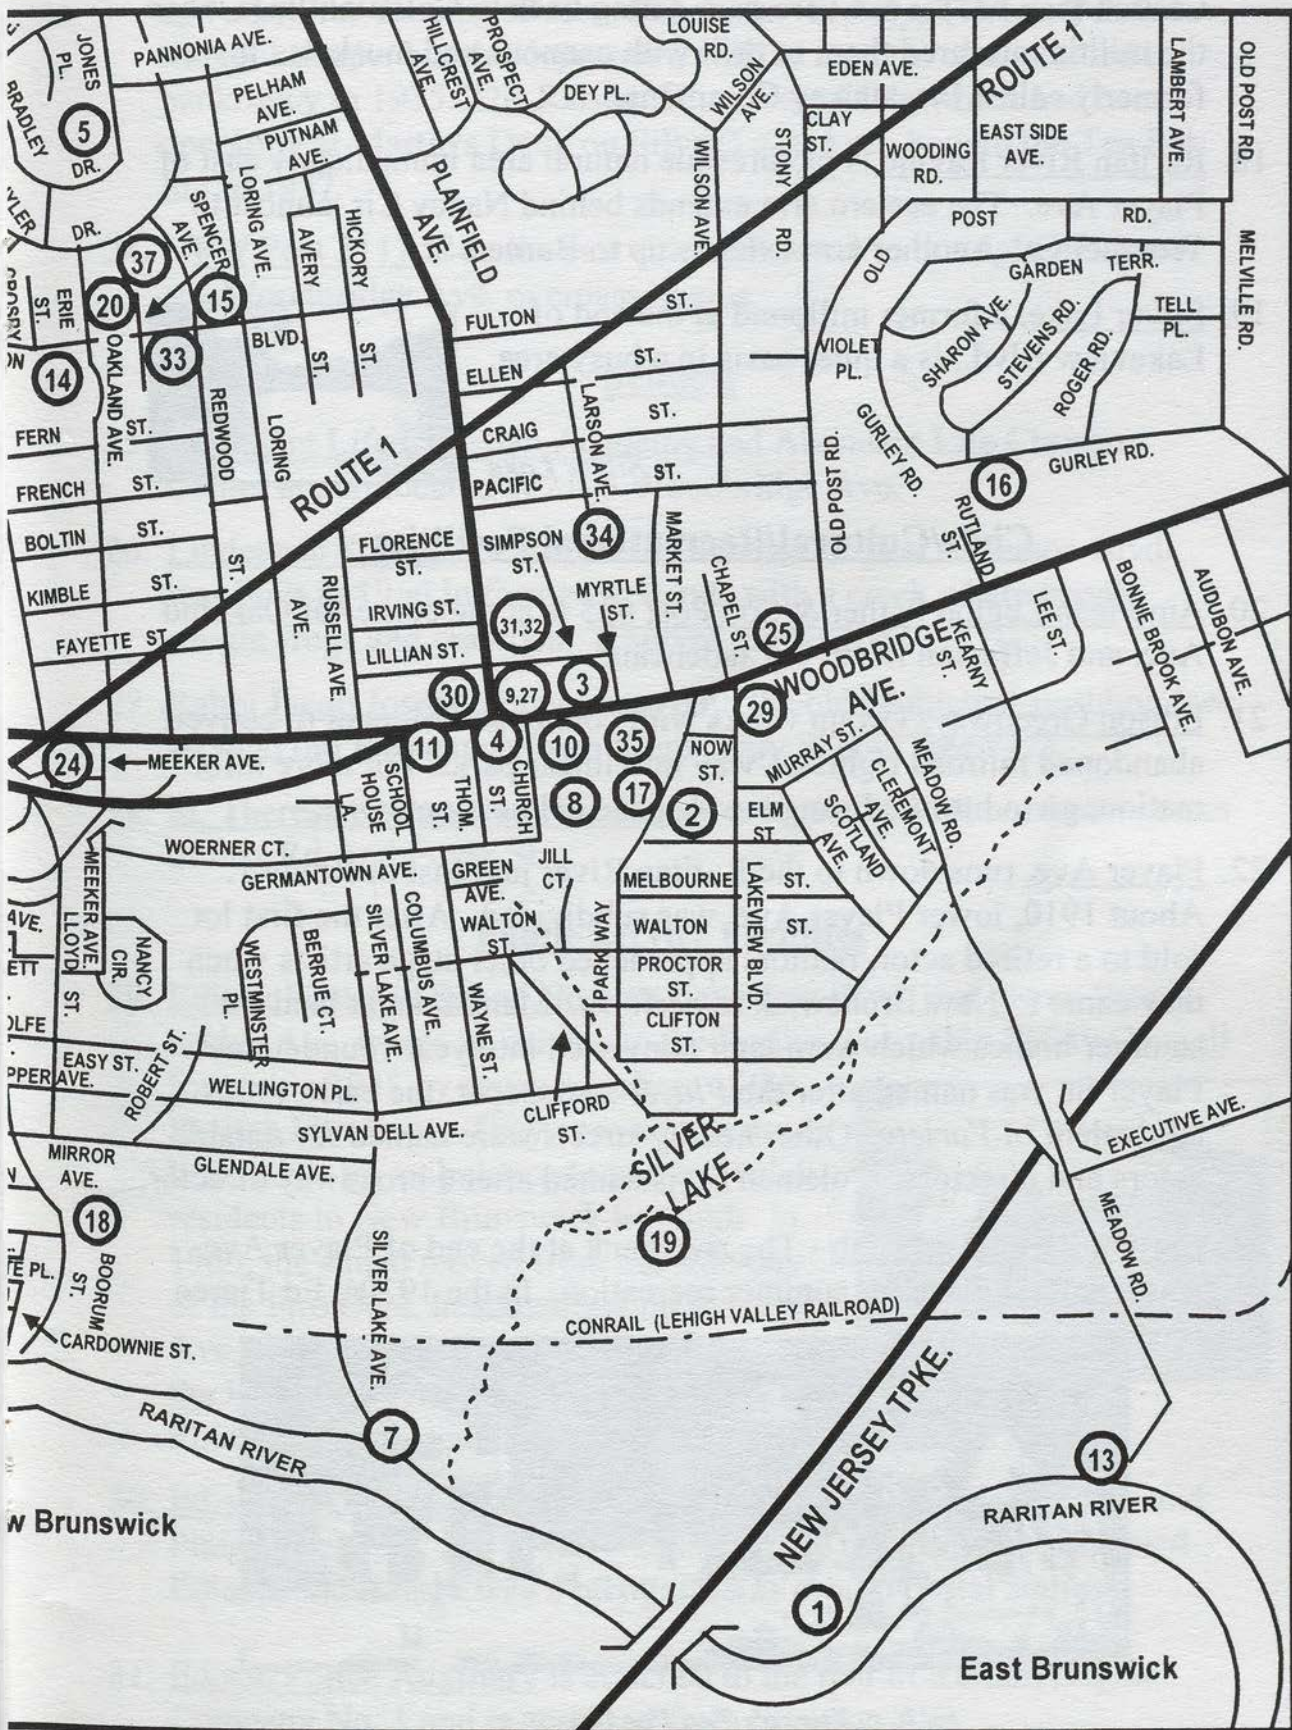 JONES
PL.
PANNONIA AVE.
HILLCREST
AVE.
PROSPECT
AVE.
LOUISE
RD.
ROUTE 1
LAMBERT AVE.
OLD POST RD.
BRADLEY
DR.
5
PELHAM
AVE.
PUTNAM
AVE.
DEY PL.
WILSON
AVE.
EDEN AVE.
CLAY
ST.
WOODING
RD.
EAST SIDE
AVE.
STONY
RD.
WILSON AVE.
YLER
DR.
SPENCER
AVE.
LORING AVE.
AVERY
ST.
HICKORY
ST.
PLAINFIELD
AVE.
POST
RD.
OLD
GARDEN TERR.
MELVILLE RD.
37
20
15
33
14
CROSBY
ERIE
ST.
ON
BLVD.
FULTON
ST.
ELLEN
ST.
VIOLET
PL.
SHARON AVE.
STEVENS RD.
ROGER RD.
TELL
PL.
OAKLAND AVE.
REDWOOD
ST.
LORING
AVE.
ROUTE 1
CRAIG
ST.
LARSON AVE.
PACIFIC
ST.
GURLEY RD.
GURLEY RD.
16
OLD POST RD.
RUTLAND
ST.
FERN
ST.
FRENCH
ST.
BOLTIN
ST.
KIMBLE
ST.
FAYETTE ST.
RUSSELL AVE.
FLORENCE
ST.
IRVING ST.
LILLIAN ST.
SIMPSON
ST.
34
MYRTLE
ST.
MARKET ST.
CHAPEL ST.
25
31,32
30
9,27
3
29
WOODBRIDGE
AVE.
KEARNY
ST.
LEE ST.
BONNIE BROOK AVE.
AUDUBON AVE.
24
MEEKER AVE.
11
4
10
35
8
17
2
NOW
ST.
MURRAY ST.
ELM
ST.
CLEREMONT
AVE.
SCOTLAND
AVE.
MEADOW RD.
SCHOOL
HOUSE
LA.
THOM.
ST.
CHURCH
ST.
WOERNER CT.
GERMANTOWN AVE.
GREEN
AVE.
JILL
CT.
MELBOURNE
ST.
WALTON
ST.
WALTON
ST.
PROCTOR
ST.
CLIFTON
ST.
PARK WAY
LAKEVIEW BLVD.
MEEKER AVE.
LLOYD
ST.
NANCY
CIR.
WESTMINSTER
PL.
BERRUE CT.
SILVER LAKE AVE.
COLUMBUS AVE.
WAYNE ST.
AVE.
ETT
OLFE
EASY ST.
PPER AVE.
ROBERT ST.
WELLINGTON PL.
CLIFFORD
ST.
SYLVAN DELL AVE.
MIRROR
AVE.
GLENDALE AVE.
SILVER
LAKE
19
EXECUTIVE AVE.
MEADOW RD.
18
BOORUM
ST.
TE PL.
CARDOWNIE ST.
SILVER LAKE AVE.
CONRAIL (LEHIGH VALLEY RAILROAD)
RARITAN RIVER
7
NEW JERSEY TPKE.
13
RARITAN RIVER
w Brunswick
1
East Brunswick